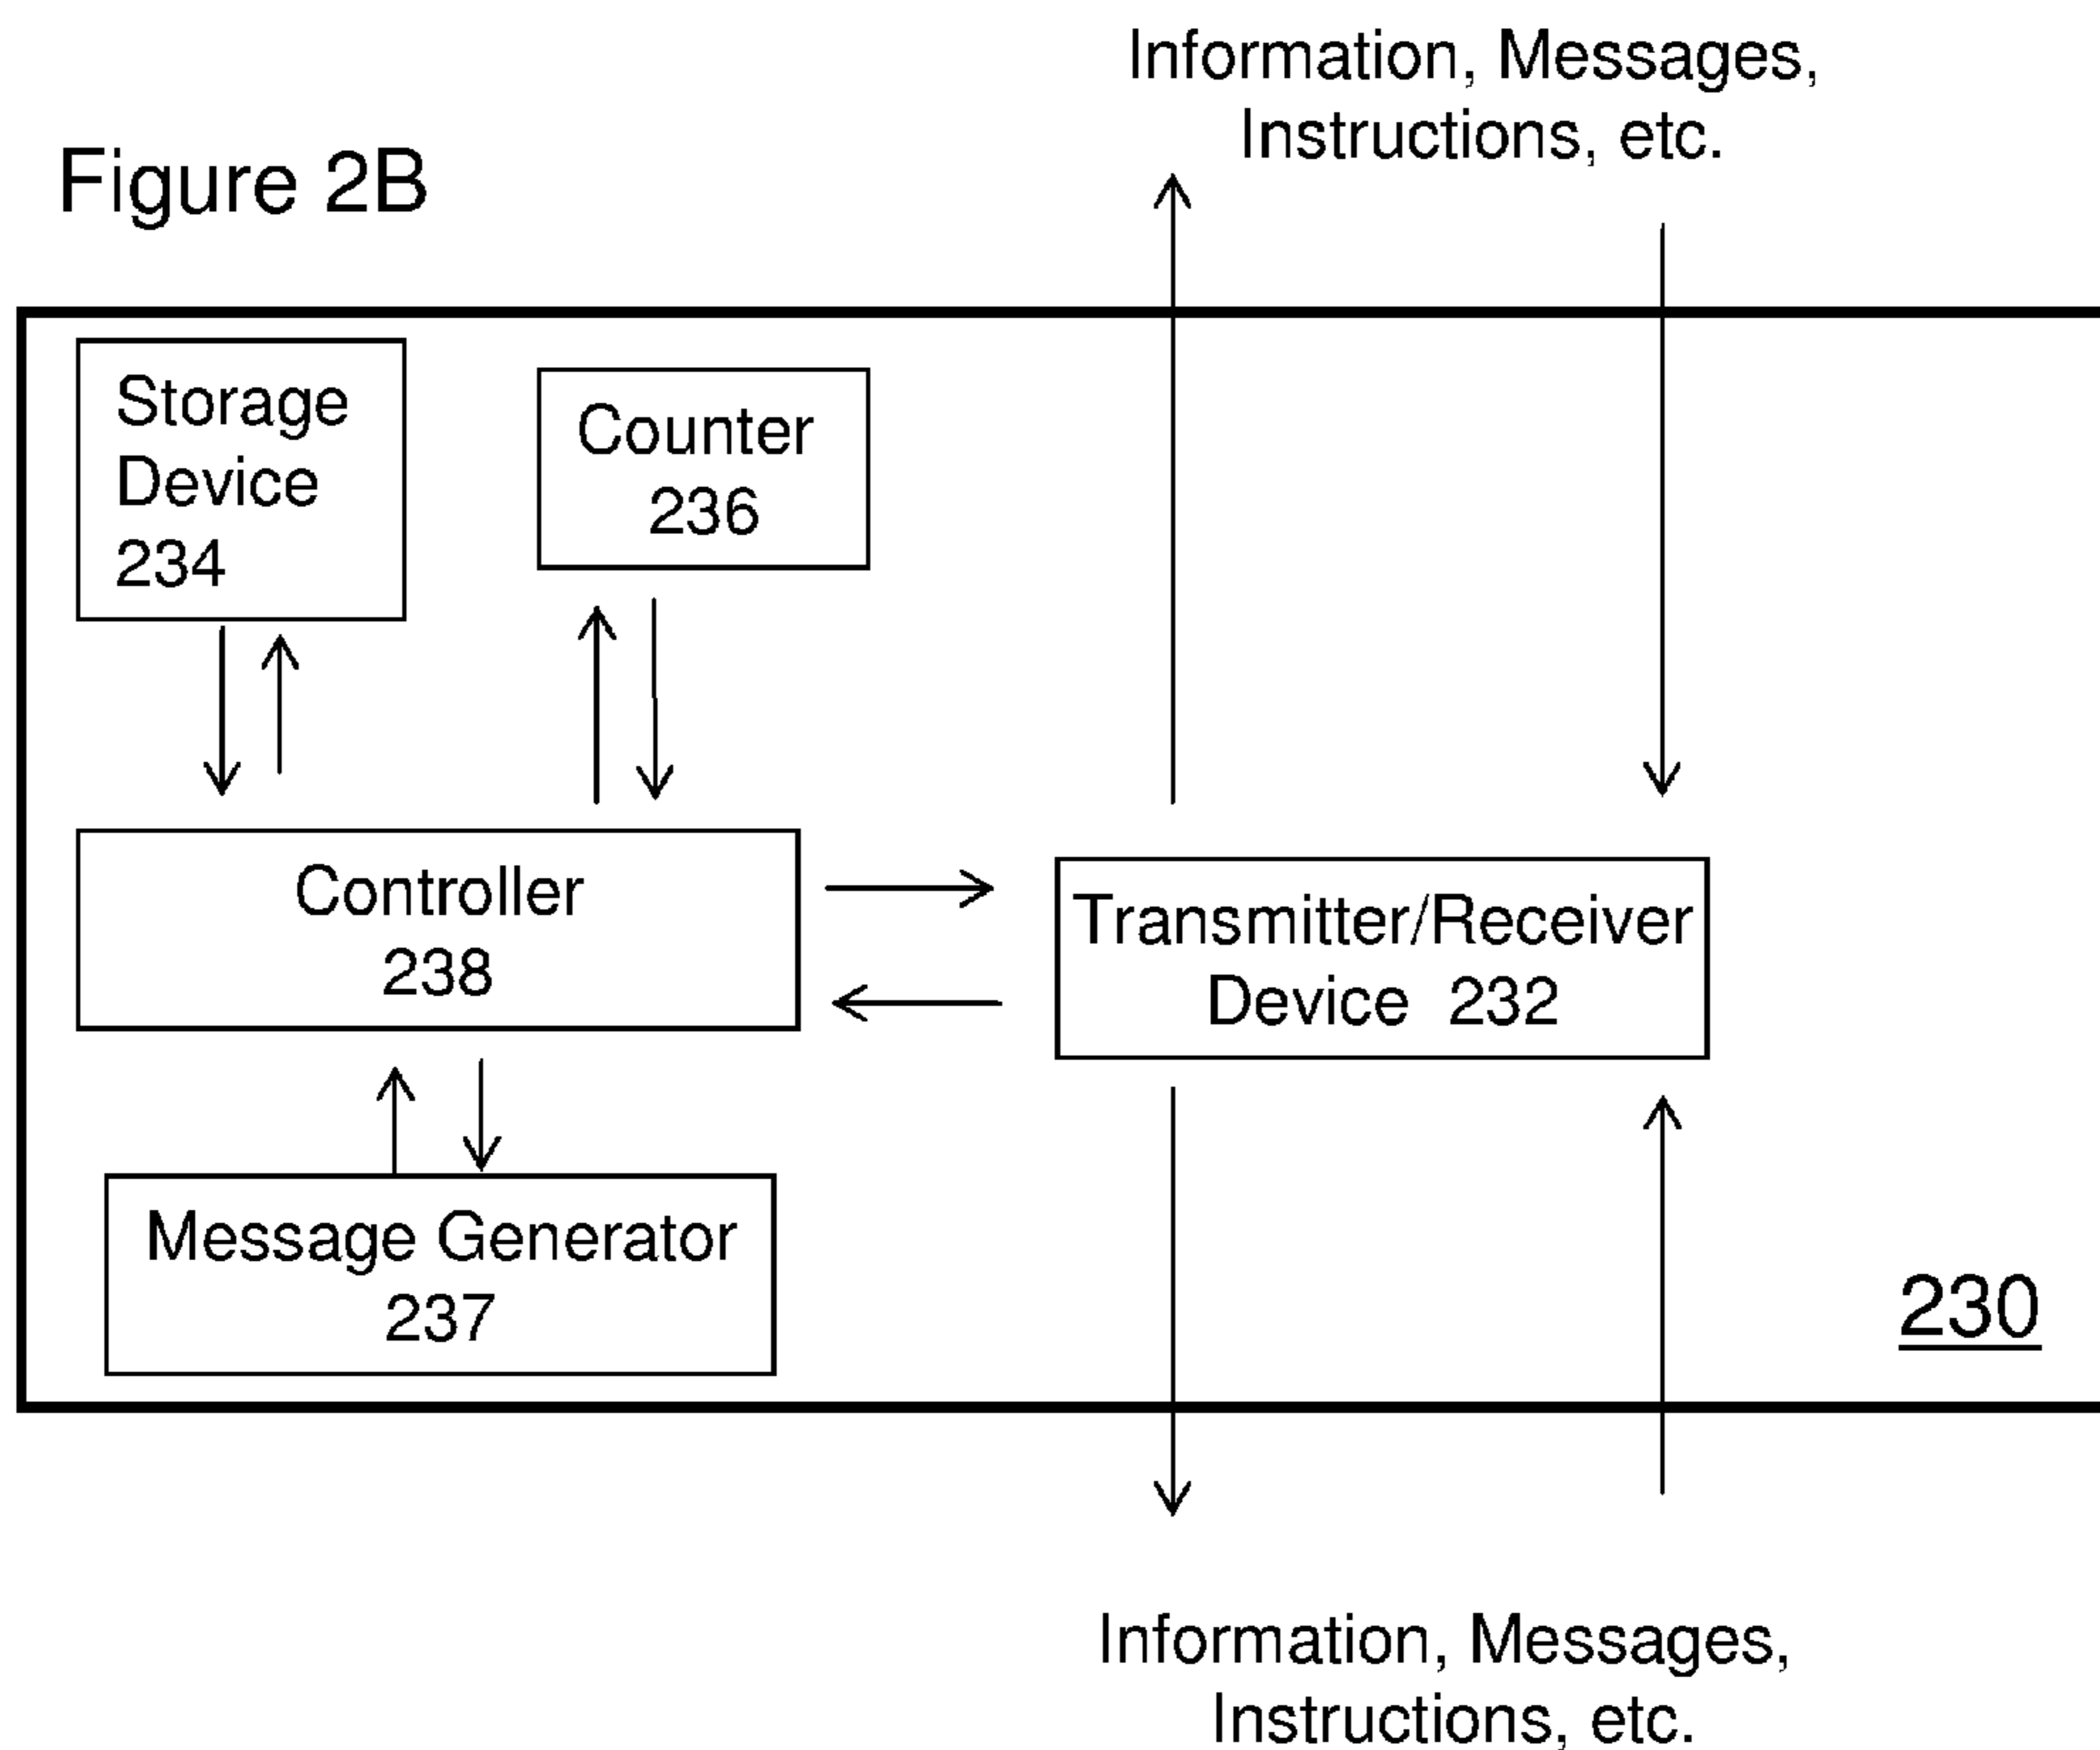 Information, Messages,
Instructions, etc.
Figure 2B
Storage
Device
234
Counter
236
Controller
238
Transmitter/Receiver
Device 232
Message Generator
237
230
Information, Messages,
Instructions, etc.